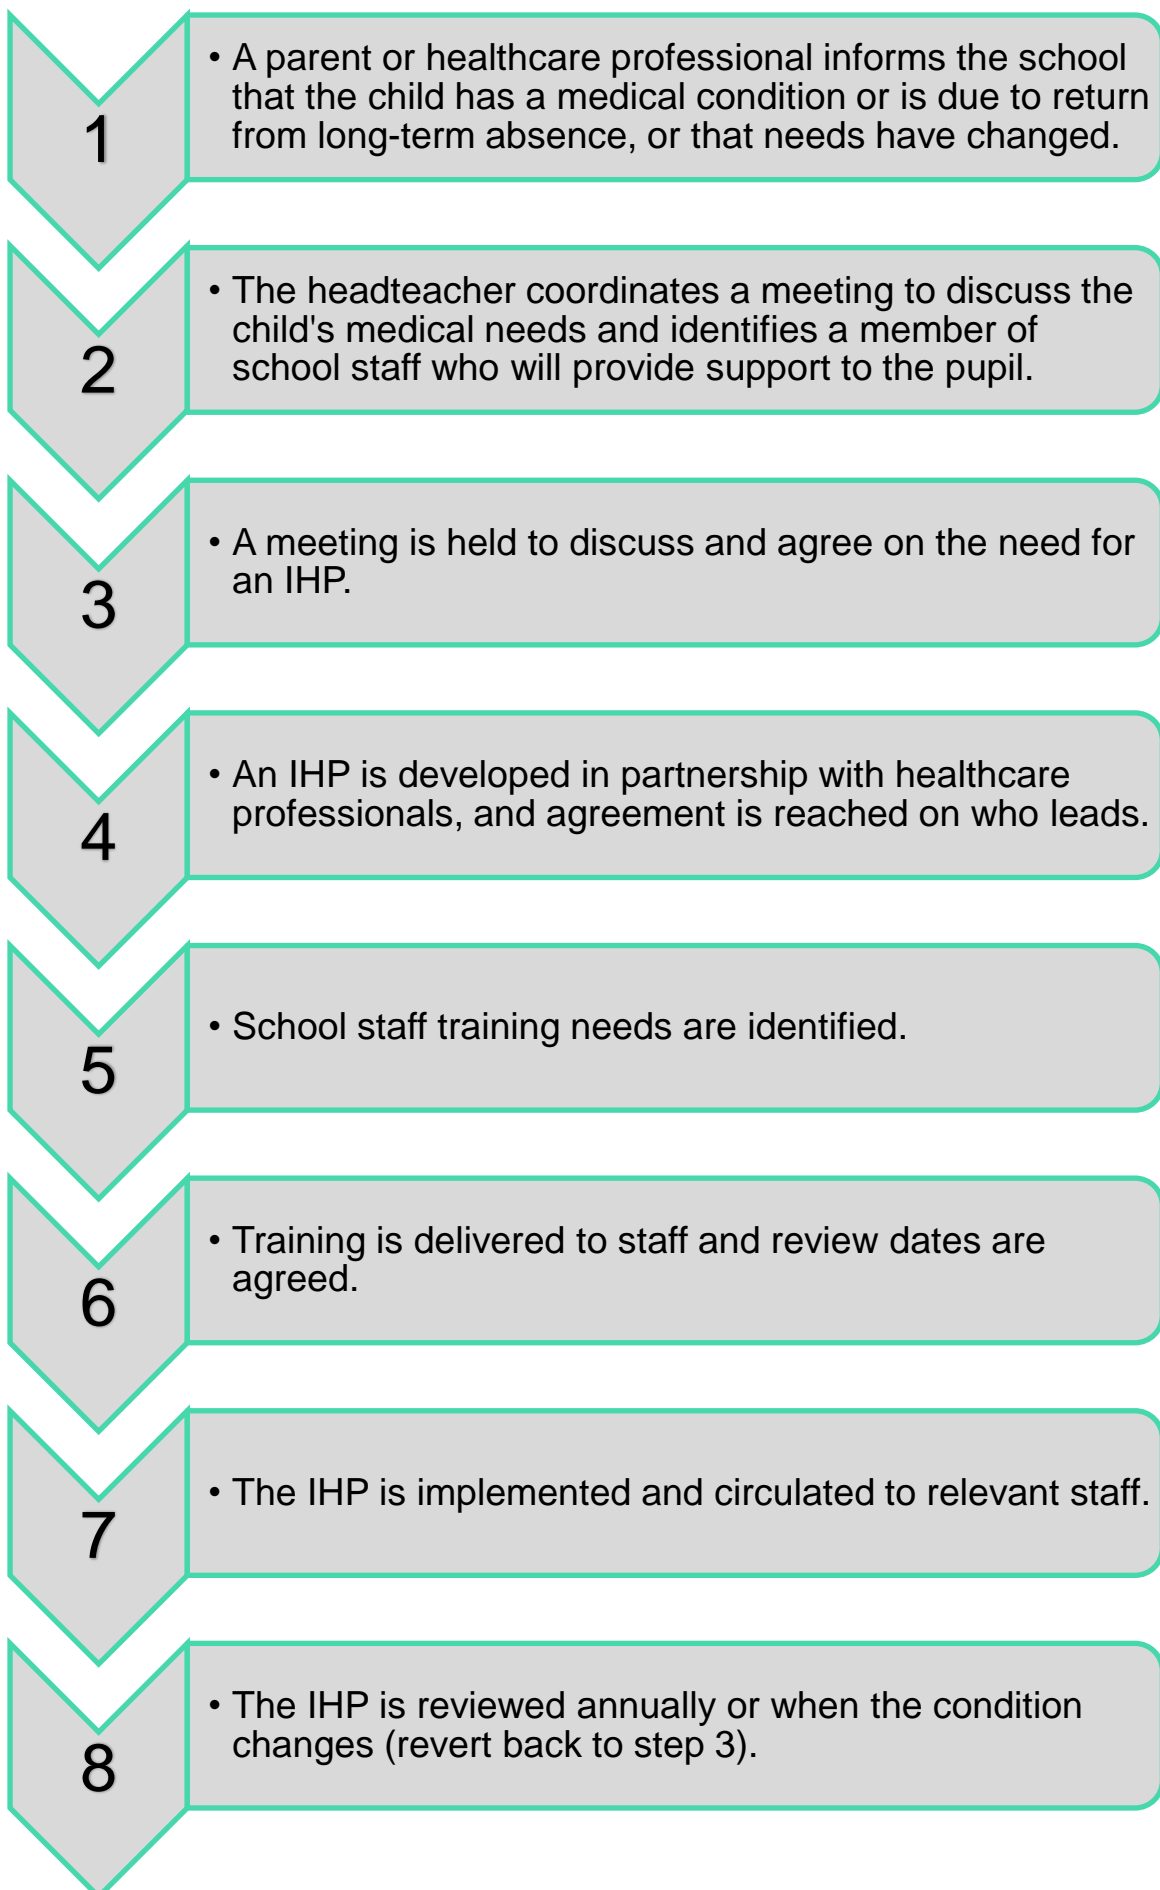 1
• A parent or healthcare professional informs the school
that the child has a medical condition or is due to return
from long-term absence, or that needs have changed.
2
• The headteacher coordinates a meeting to discuss the
child's medical needs and identifies a member of
school staff who will provide support to the pupil.
3
• A meeting is held to discuss and agree on the need for
an IHP.
4
• An IHP is developed in partnership with healthcare
professionals, and agreement is reached on who leads.
5
• School staff training needs are identified.
6
• Training is delivered to staff and review dates are
agreed.
7
• The IHP is implemented and circulated to relevant staff.
8
• The IHP is reviewed annually or when the condition
changes (revert back to step 3).